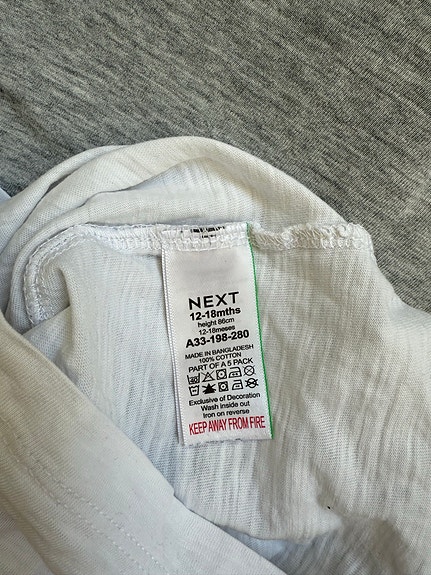 NEXT
12-18mths
height 86cm
12-18meses
A33-198-280
MADE IN BANGLADESH
100% COTTON
PART OF A 5 PACK
Exclusive of Decoration
Wash inside out
Iron on reverse
KEEP AWAY FROM FIRE